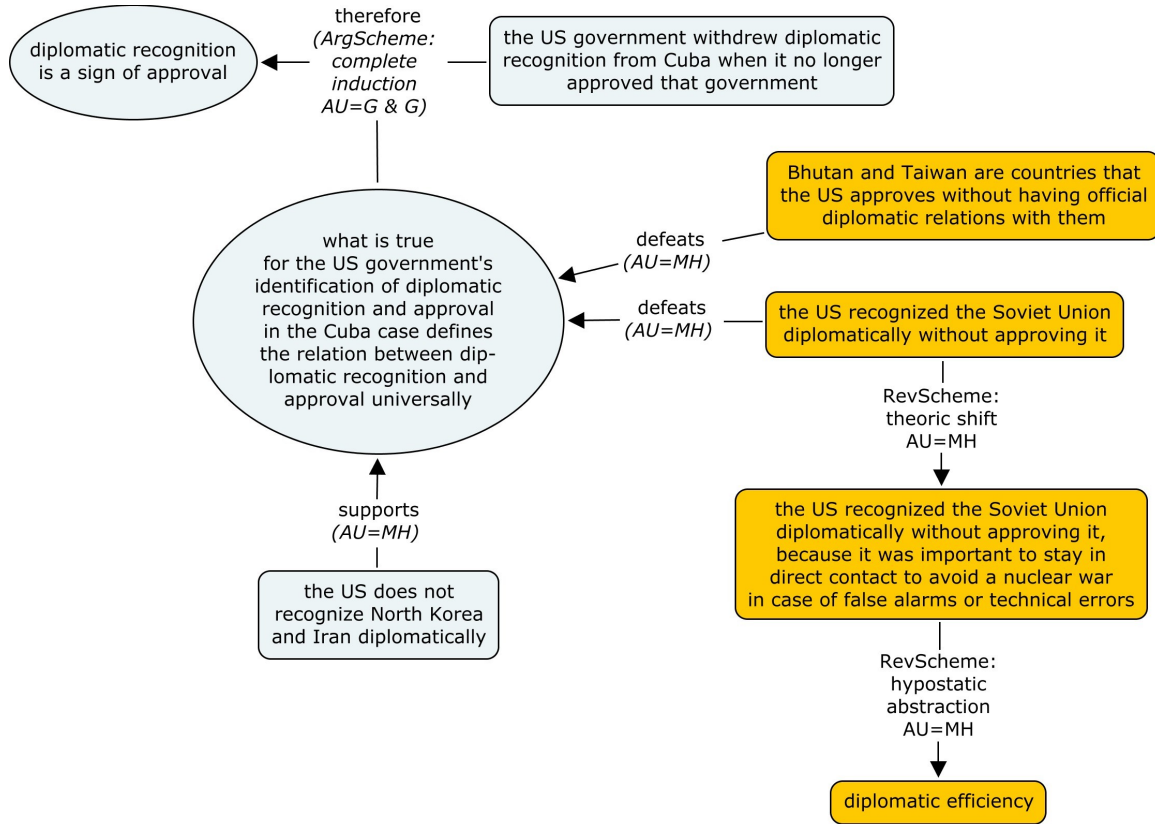 therefore
(ArgScheme:
complete
induction
AU=G & G)
diplomatic recognition
is a sign of approval
the US government withdrew diplomatic
recognition from Cuba when it no longer
approved that government
Bhutan and Taiwan are countries that
the US approves without having official
diplomatic relations with them
what is true
for the US government's
identification of diplomatic
recognition and approval
in the Cuba case defines
the relation between dip-
lomatic recognition and
approval universally
defeats
(AU=MH)
defeats
(AU=MH)
the US recognized the Soviet Union
diplomatically without approving it
RevScheme:
theoric shift
AU=MH
supports
(AU=MH)
the US recognized the Soviet Union
diplomatically without approving it,
because it was important to stay in
direct contact to avoid a nuclear war
in case of false alarms or technical errors
the US does not
recognize North Korea
and Iran diplomatically
RevScheme:
hypostatic
abstraction
AU=MH
diplomatic efficiency